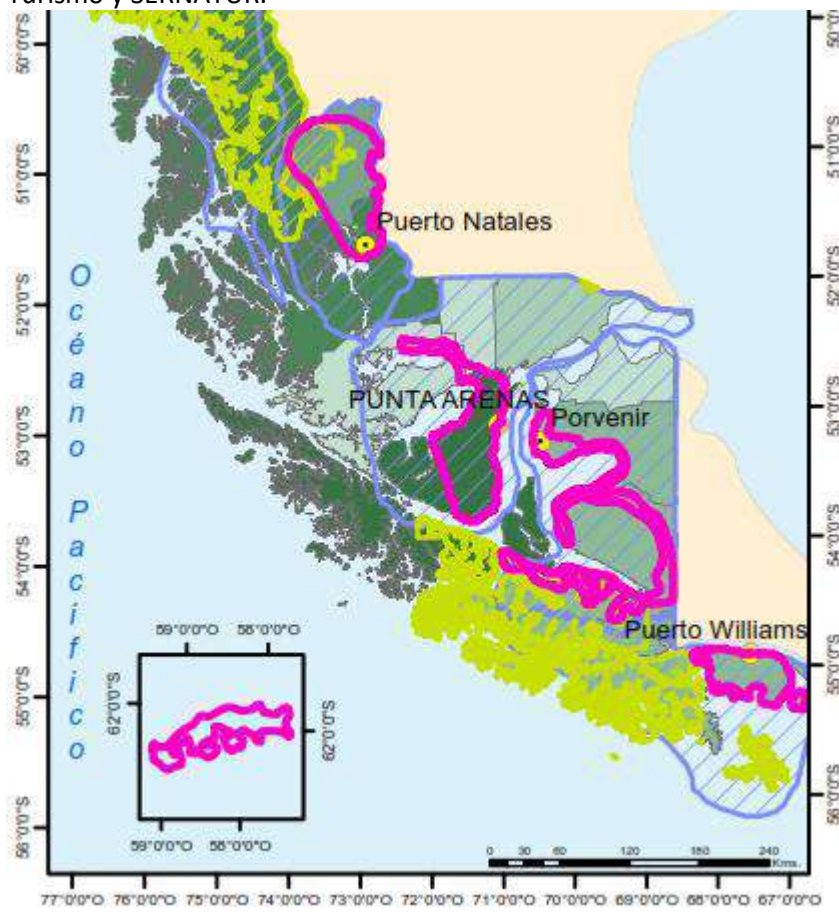 Turismo y SERNATUR.
50°0'0"S
50°0'0"S
51°0'0"S
51°0'0"S
Puerto Natales
52°0'0"S
52°0'0"S
Océano Pacífico
PUNTA ARENAS
Porvenir
53°0'0"S
53°0'0"S
54°0'0"S
54°0'0"S
59°0'0"O 58°0'0"O
Puerto Williams
62°0'0"S
62°0'0"S
55°0'0"S
55°0'0"S
59°0'0"O 58°0'0"O
56°0'0"S
56°0'0"S
0 30 60 120 180 240
Kms.
77°0'0"O 76°0'0"O 75°0'0"O 74°0'0"O 73°0'0"O 72°0'0"O 71°0'0"O 70°0'0"O 69°0'0"O 68°0'0"O 67°0'0"O